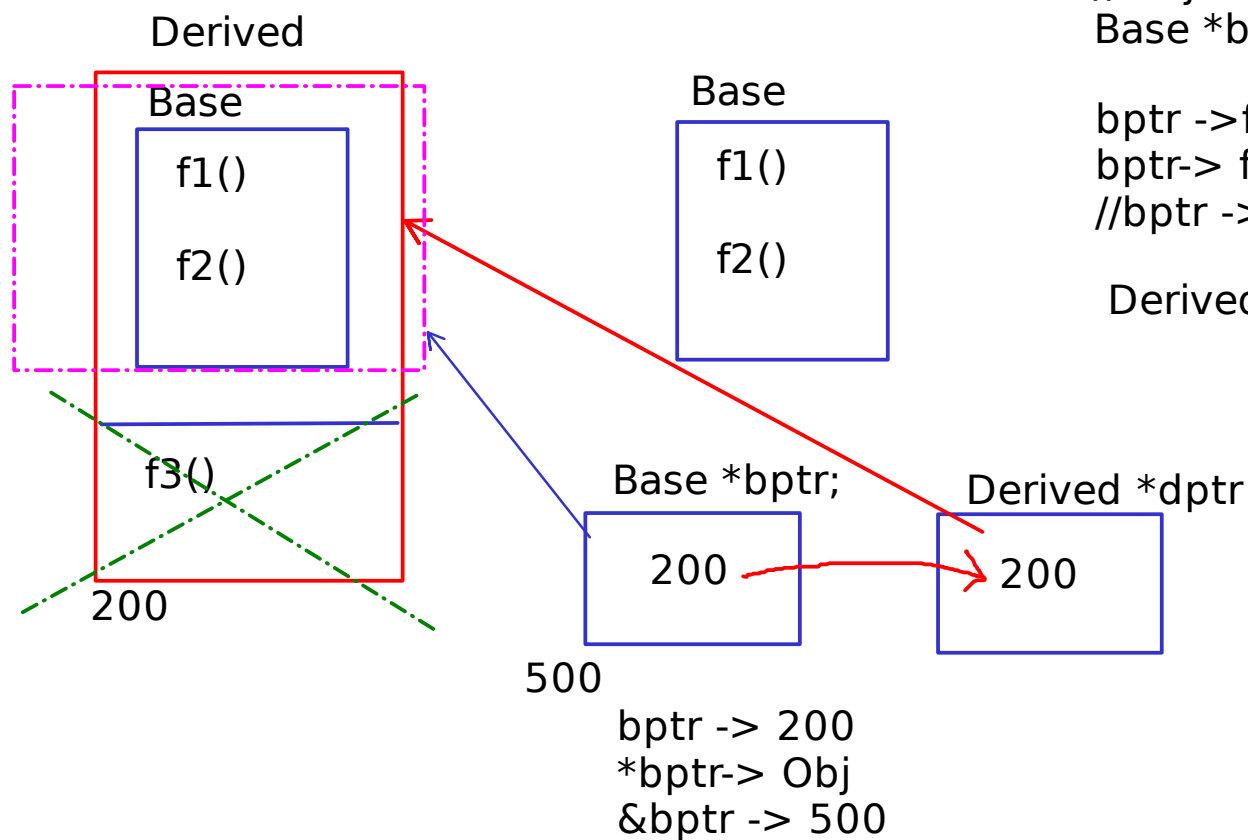 Derived
Base
f1()
f2()
f3()
200
Base
f1()
f2()
Base *b
bptr ->f
bptr-> f
//bptr ->
Derived
Base *bptr;
200
500
bptr -> 200
*bptr-> Obj
&bptr -> 500
Derived *dptr
200